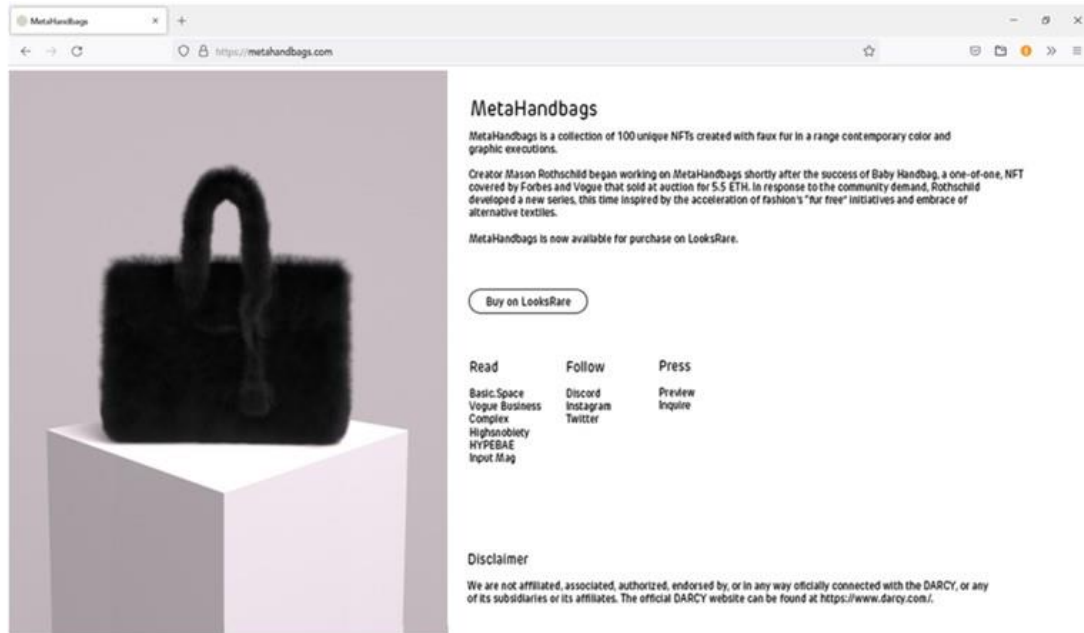 MetaHandbags
https://metahandbags.com
MetaHandbags
MetaHandbags is a collection of 100 unique NFTs created with faux fur in a range contemporary color and
graphic executions.
Creator Mason Rothschild began working on MetaHandbags shortly after the success of Baby Handbag, a one-of-one, NFT
covered by Forbes and Vogue that sold at auction for 5.5 ETH. In response to the community demand, Rothschild
developed a new series, this time inspired by the acceleration of fashion's "fur free" initiatives and embrace of
alternative textiles.
MetaHandbags is now available for purchase on LooksRare.
Buy on LooksRare
Read
Basic.Space
Vogue Business
Complex
Highsnobiety
HYPEBAE
Input Mag
Follow
Discord
Instagram
Twitter
Press
Preview
Inquire
Disclaimer
We are not affiliated, associated, authorized, endorsed by, or in any way oficially connected with the DARCY, or any
of its subsidiaries or its affiliates. The official DARCY website can be found at https://www.darcy.com/.